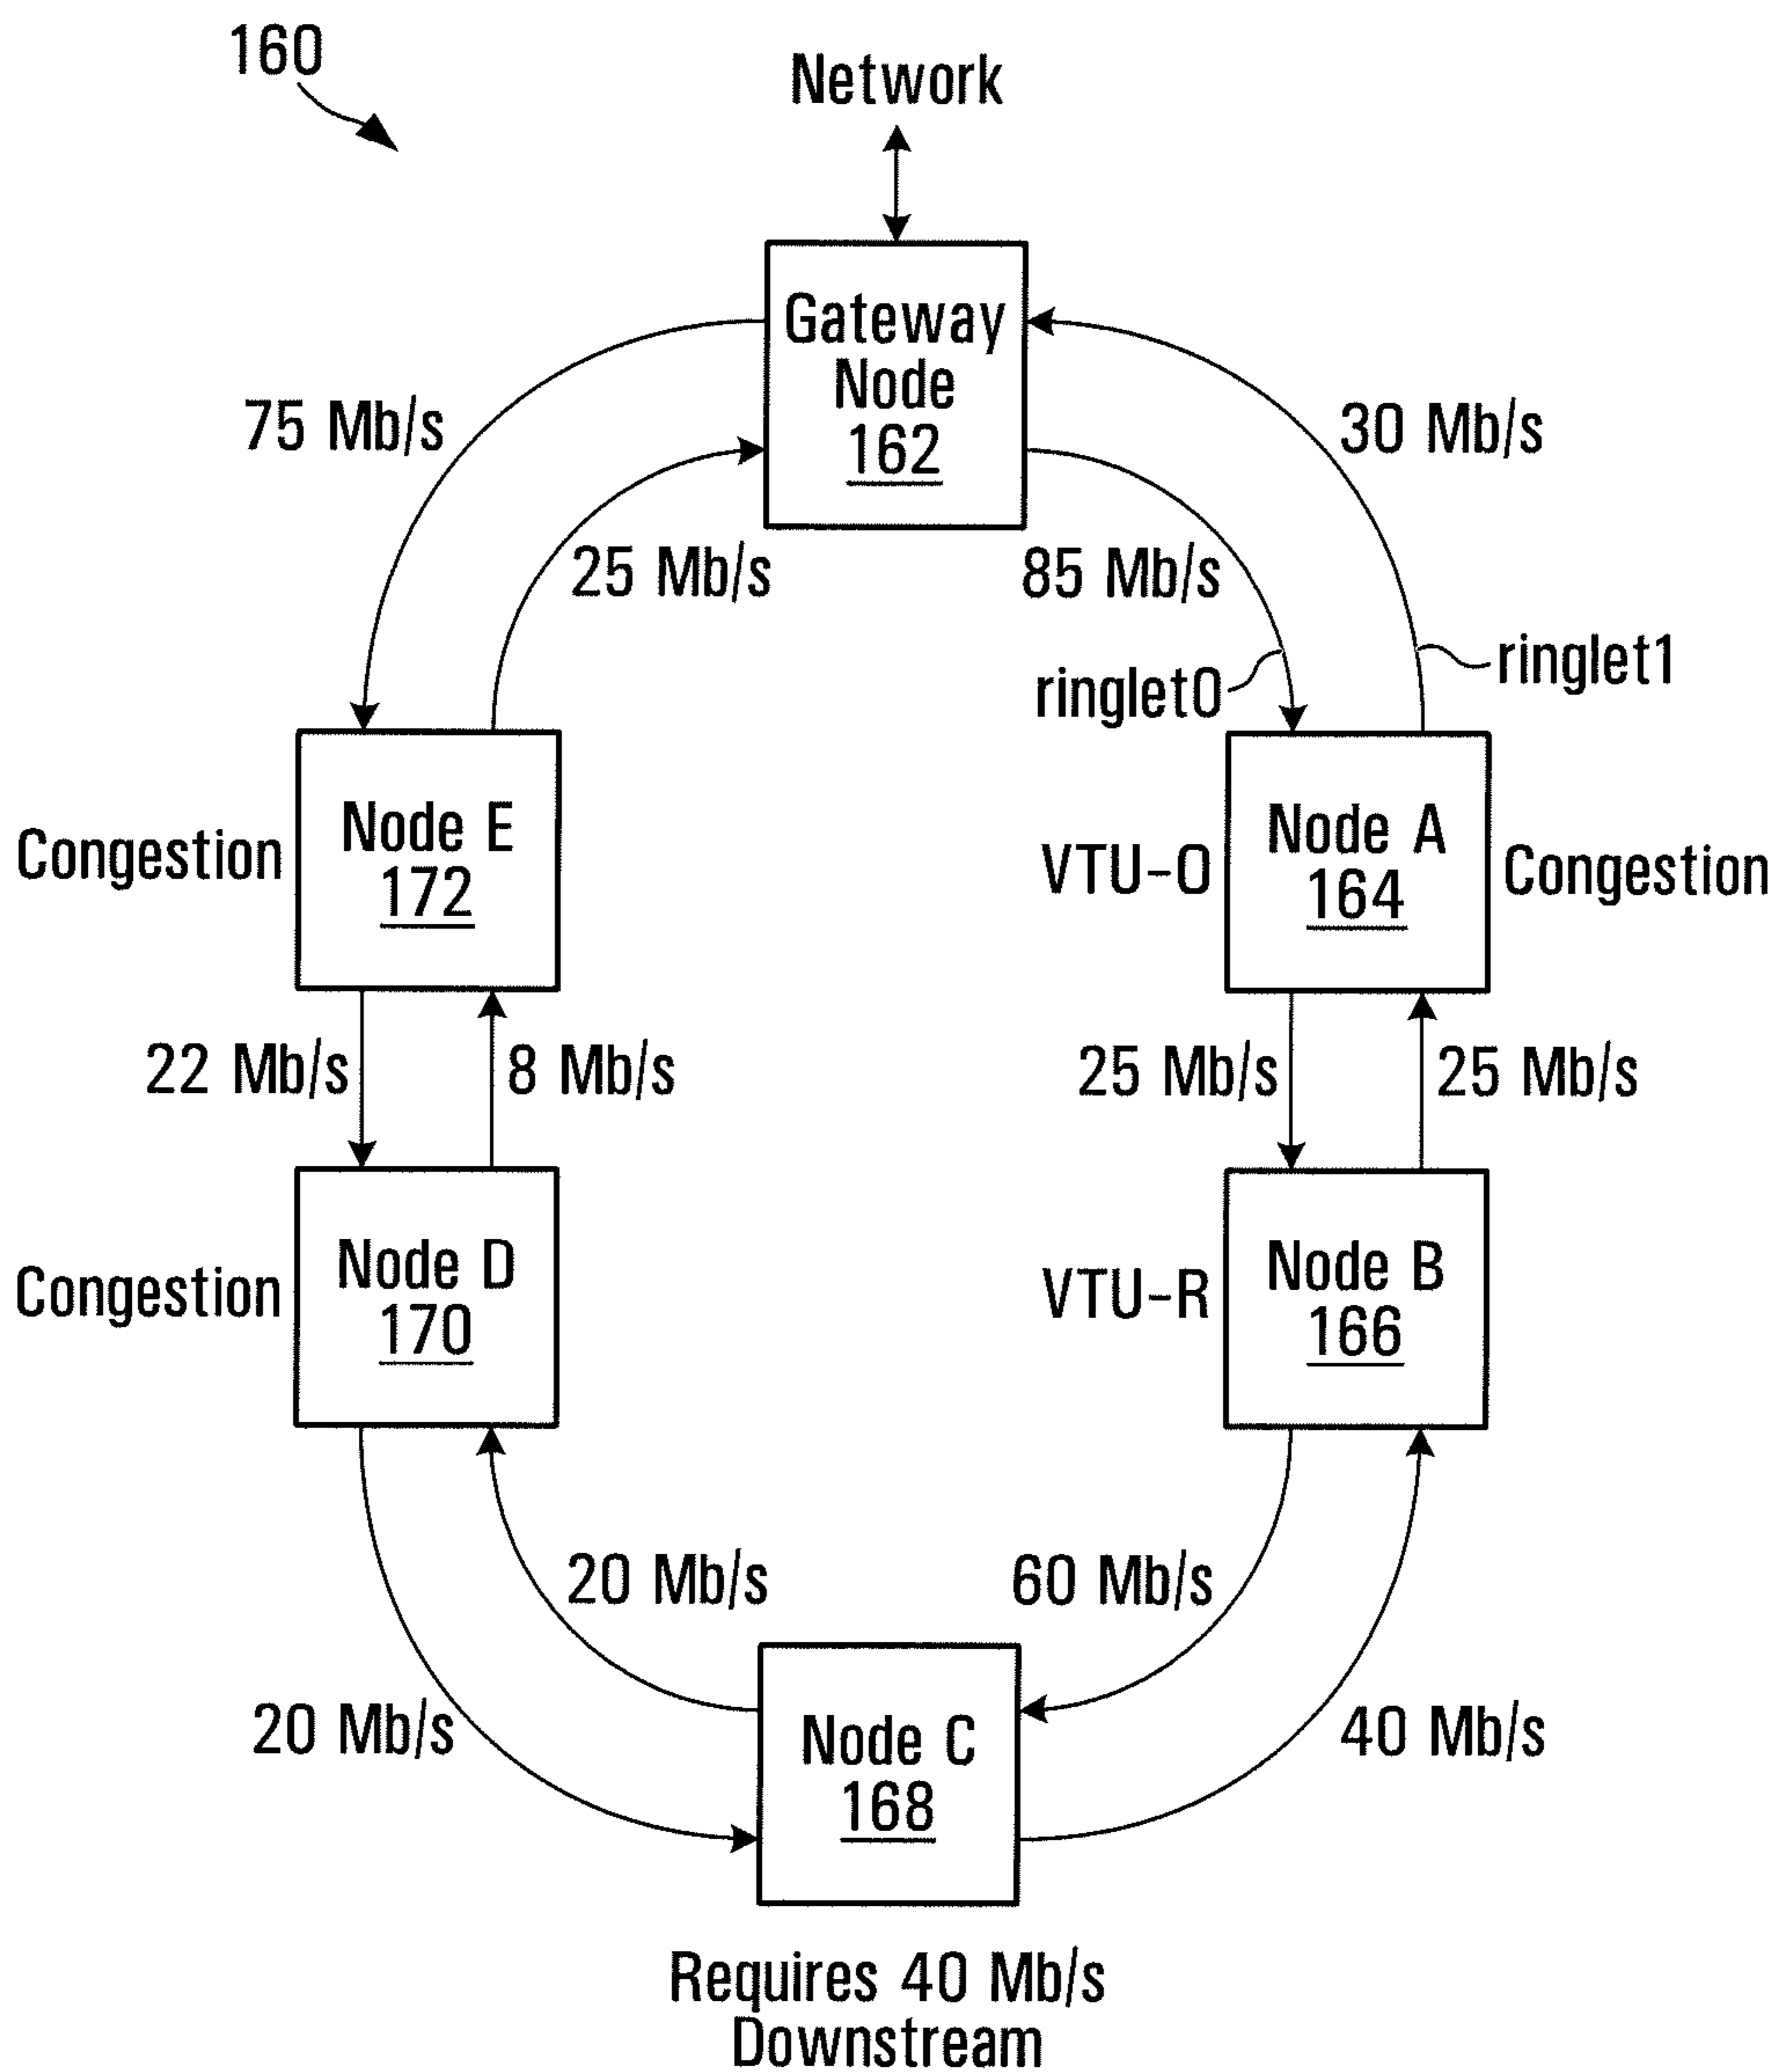 160
Network
Gateway
Node
162
75 Mb/s
30 Mb/s
25 Mb/s
85 Mb/s
ringlet0
ringlet1
Congestion
Node E
172
VTU-O
Node A
164
Congestion
22 Mb/s
8 Mb/s
25 Mb/s
25 Mb/s
Congestion
Node D
170
VTU-R
Node B
166
20 Mb/s
60 Mb/s
20 Mb/s
40 Mb/s
Node C
168
Requires 40 Mb/s
Downstream